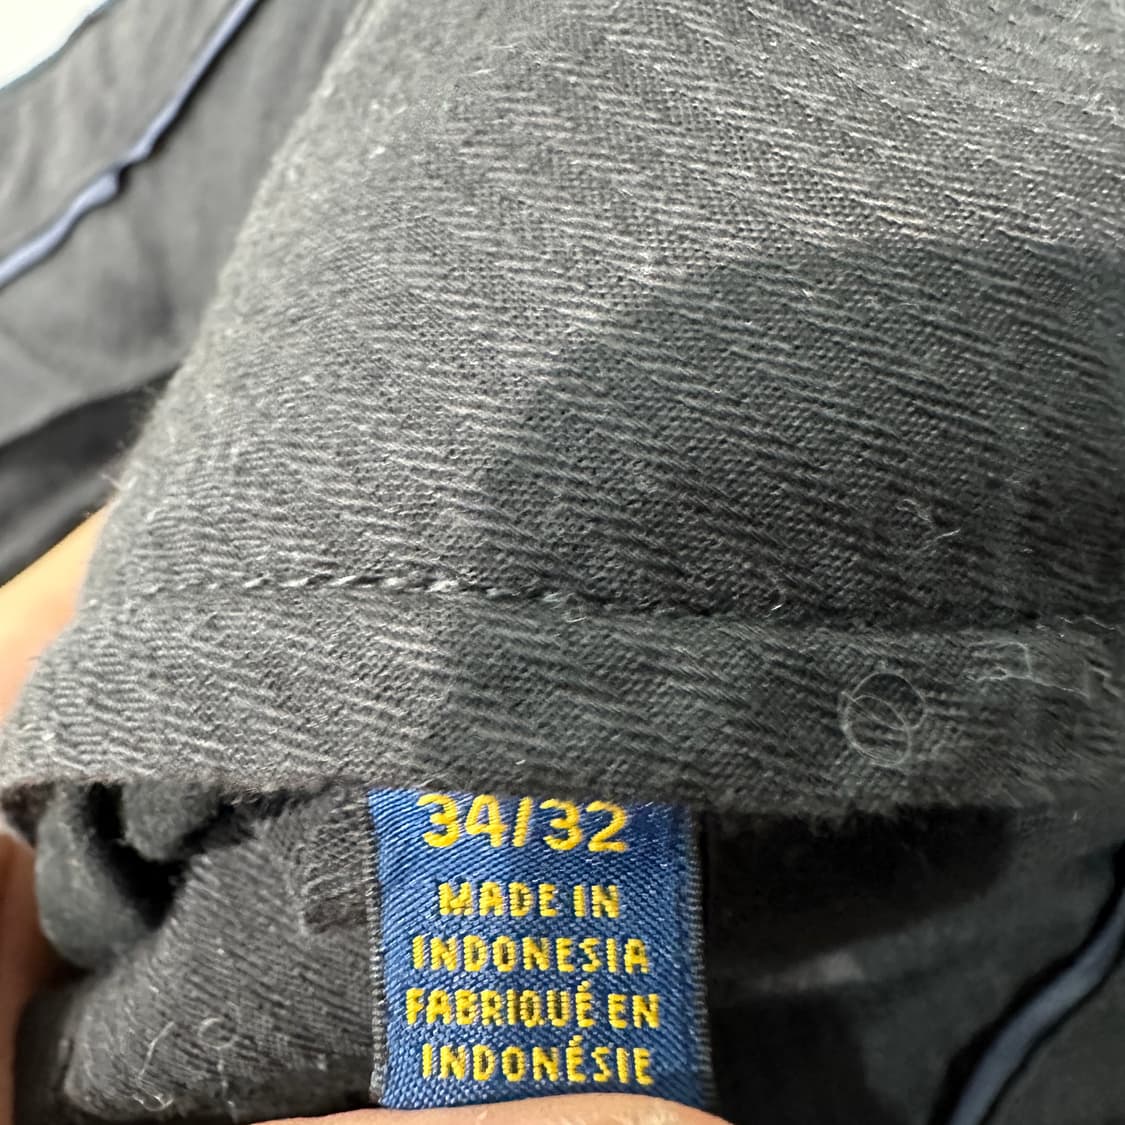 34/32
MADE IN
INDONESIA
FABRIQUÉ EN
INDONÉSIE